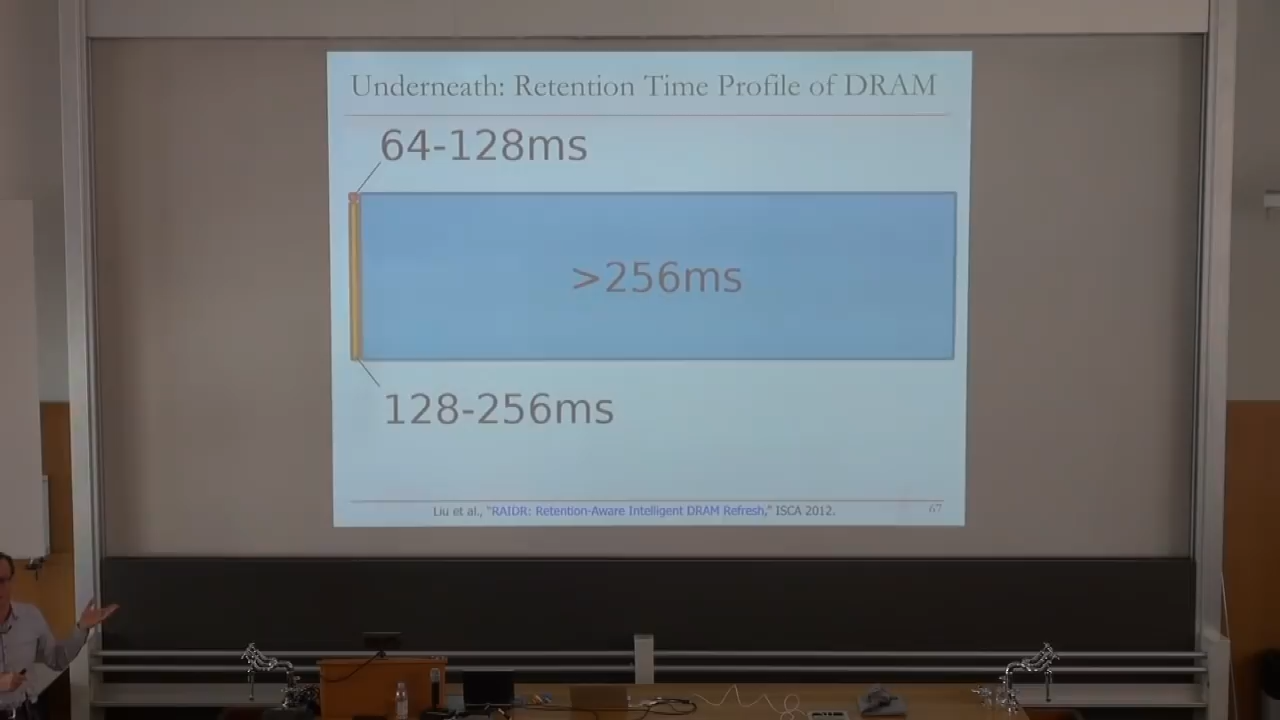 Underneath: Retention Time Profile of DRAM
64-128ms
>256ms
128-256ms
Liu et al., "RAIDR: Retention-Aware Intelligent DRAM Refresh," ISCA 2012.
67